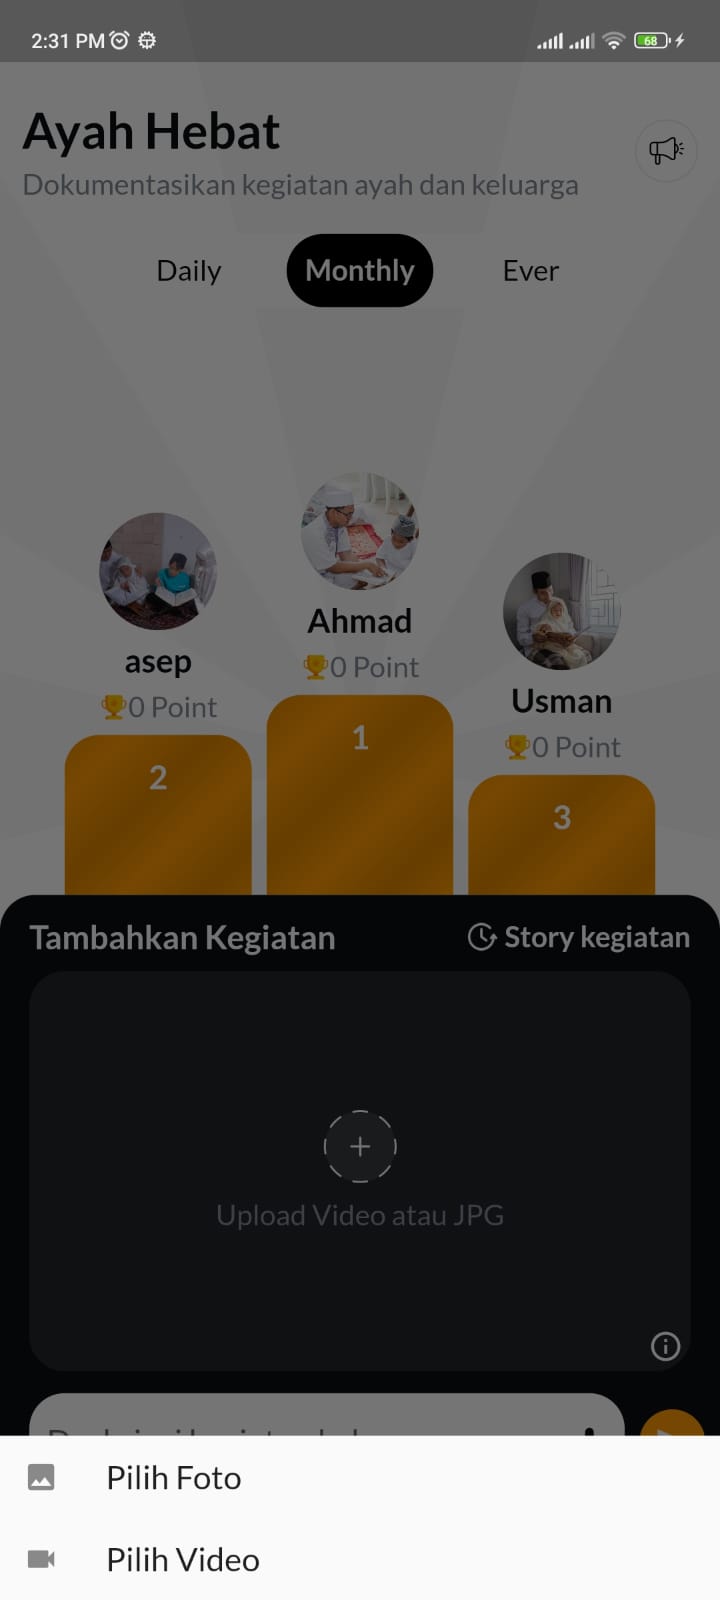 2:31 PM
68
Ayah Hebat
Dokumentasikan kegiatan ayah dan keluarga
Daily Monthly Ever
Ahmad
0 Point
asep
0 Point
Usman
0 Point
1
2
3
Tambahkan Kegiatan
Story kegiatan
Upload Video atau JPG
Pilih Foto
Pilih Video